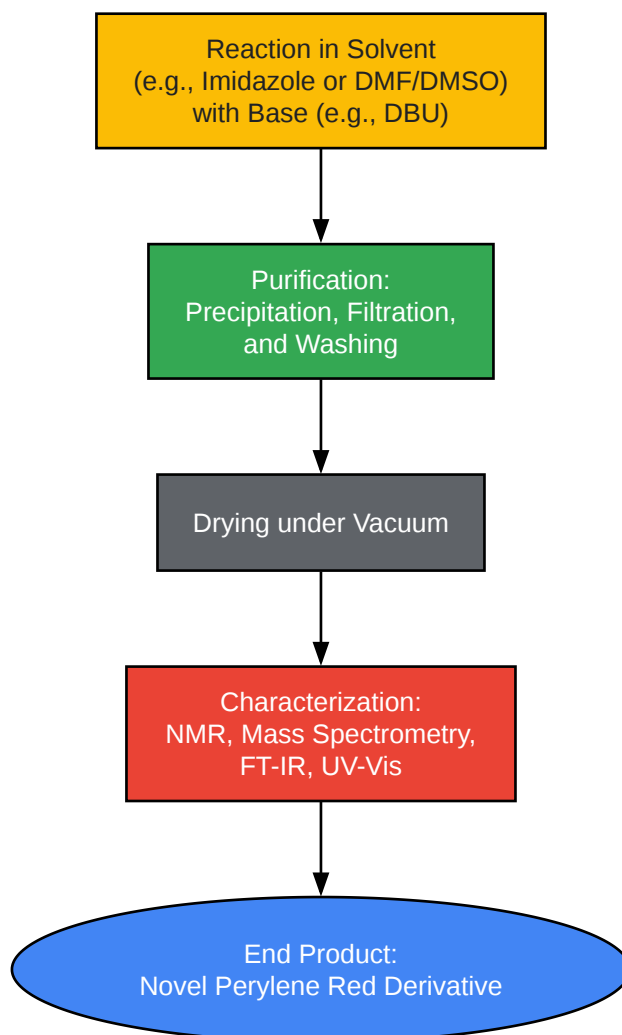 Reaction in Solvent
(e.g., Imidazole or DMF/DMSO)
with Base (e.g., DBU)
Purification:
Precipitation, Filtration,
and Washing
Drying under Vacuum
Characterization:
NMR, Mass Spectrometry,
FT-IR, UV-Vis
End Product:
Novel Perylene Red Derivative